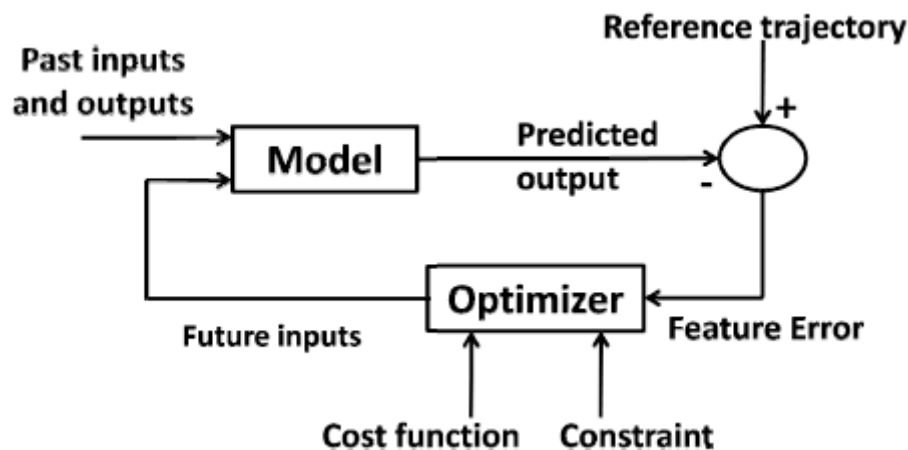 Reference trajectory
Past inputs
and outputs
+
Model
Predicted
output
-
Optimizer
Future inputs
Feature Error
Cost function
Constraint